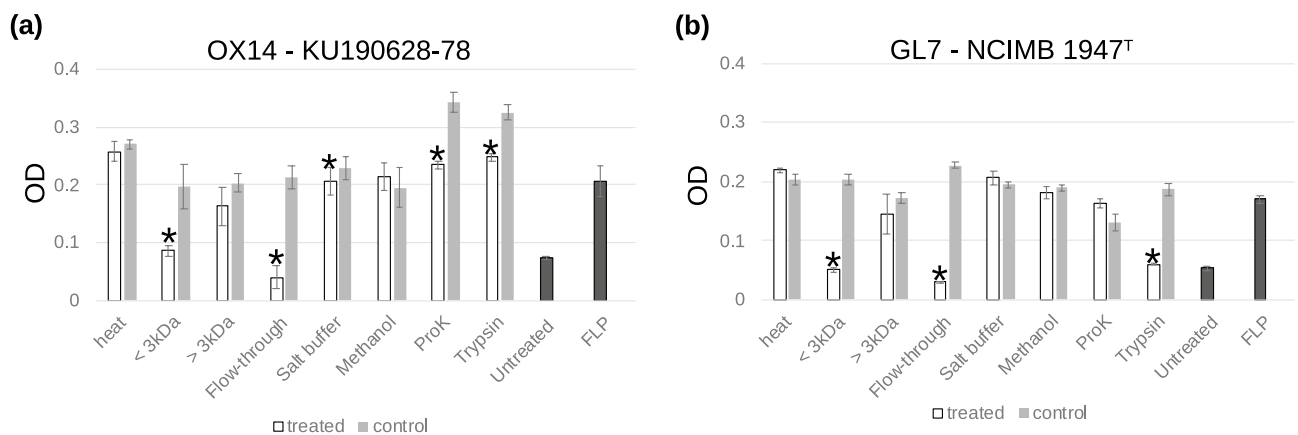 (a)
OX14 - KU190628-78
0.4
0.3
0.2
0.1
0
OD
*
*
*
*
*
heat
< 3kDa
> 3kDa
Flow-through
Salt buffer
Methanol
ProK
Trypsin
Untreated
FLP
treated control
(b)
GL7 - NCIMB 1947ᵀ
0.4
0.3
0.2
0.1
0
OD
*
*
*
heat
< 3kDa
> 3kDa
Flow-through
Salt buffer
Methanol
ProK
Trypsin
Untreated
FLP
treated control